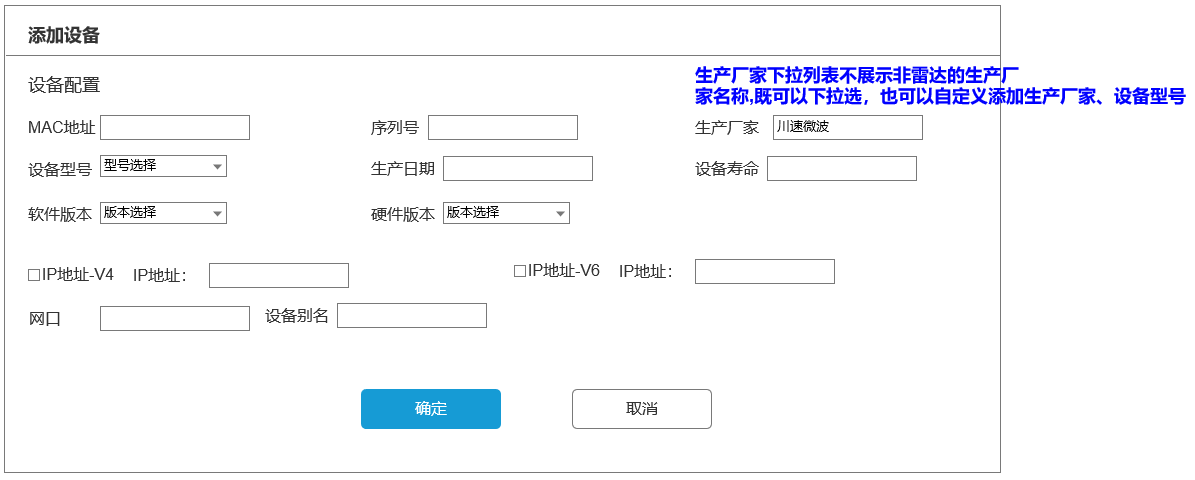 添加设备
设备配置
生产厂家下拉列表不展示非雷达的生产厂
家名称,既可以下拉选，也可以自定义添加生产厂家、设备型号
MAC地址 序列号 生产厂家 川速微波
设备型号 型号选择 生产日期 设备寿命
软件版本 版本选择 硬件版本 版本选择
IP地址-V4 IP地址： IP地址-V6 IP地址：
网口 设备别名
确定 取消